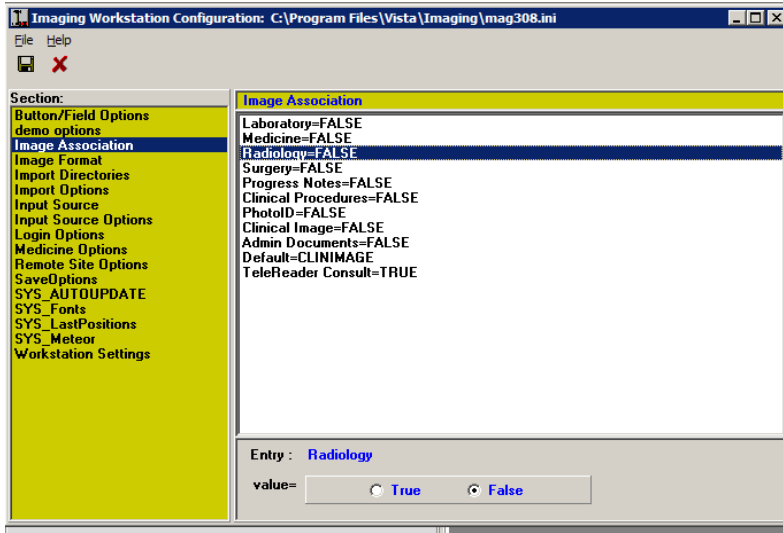 Imaging Workstation Configuration: C:\Program Files\Vista\Imaging\mag308.ini
File Help
Section:
Button/Field Options
demo options
Image Association
Image Format
Import Directories
Import Options
Input Source
Input Source Options
Login Options
Medicine Options
Remote Site Options
SaveOptions
SYS_AUTOUPDATE
SYS_Fonts
SYS_LastPositions
SYS_Meteor
Workstation Settings
Image Association
Laboratory=FALSE
Medicine=FALSE
Radiology=FALSE
Surgery=FALSE
Progress Notes=FALSE
Clinical Procedures=FALSE
PhotoID=FALSE
Clinical Image=FALSE
Admin Documents=FALSE
Default=CLINIMAGE
TeleReader Consult=TRUE
Entry : Radiology
value= True False